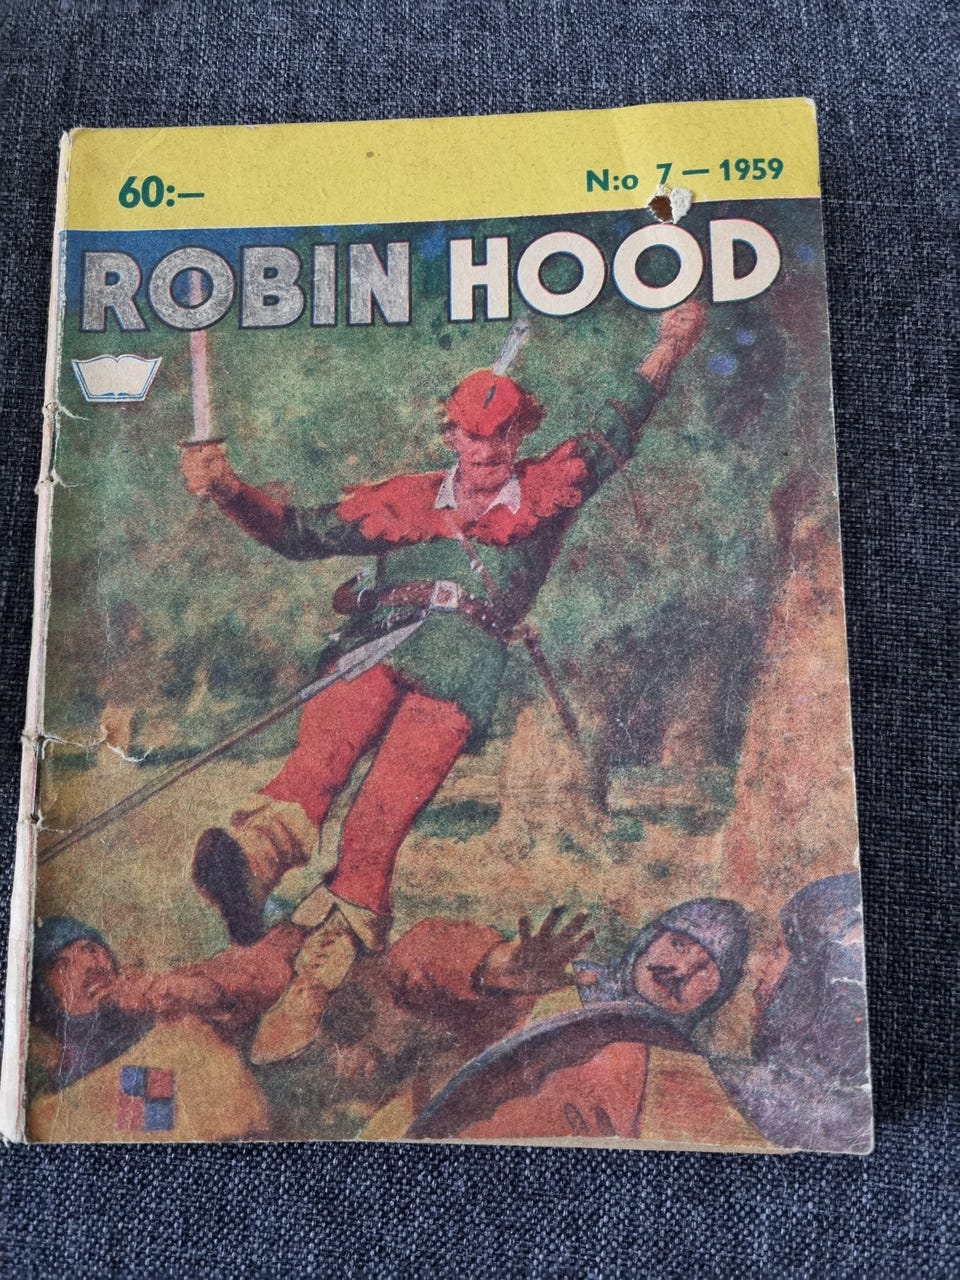 60:—
N:o 7 — 1959
ROBIN HOOD